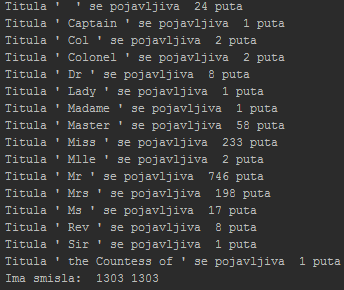 Titula ' ' se pojavljiva 24 puta
Titula ' Captain ' se pojavljiva 1 puta
Titula ' Col ' se pojavljiva 2 puta
Titula ' Colonel ' se pojavljiva 2 puta
Titula ' Dr ' se pojavljiva 8 puta
Titula ' Lady ' se pojavljiva 1 puta
Titula ' Madame ' se pojavljiva 1 puta
Titula ' Master ' se pojavljiva 58 puta
Titula ' Miss ' se pojavljiva 233 puta
Titula ' Mlle ' se pojavljiva 2 puta
Titula ' Mr ' se pojavljiva 746 puta
Titula ' Mrs ' se pojavljiva 198 puta
Titula ' Ms ' se pojavljiva 17 puta
Titula ' Rev ' se pojavljiva 8 puta
Titula ' Sir ' se pojavljiva 1 puta
Titula ' the Countess of ' se pojavljiva 1 puta
Ima smisla: 1303 1303